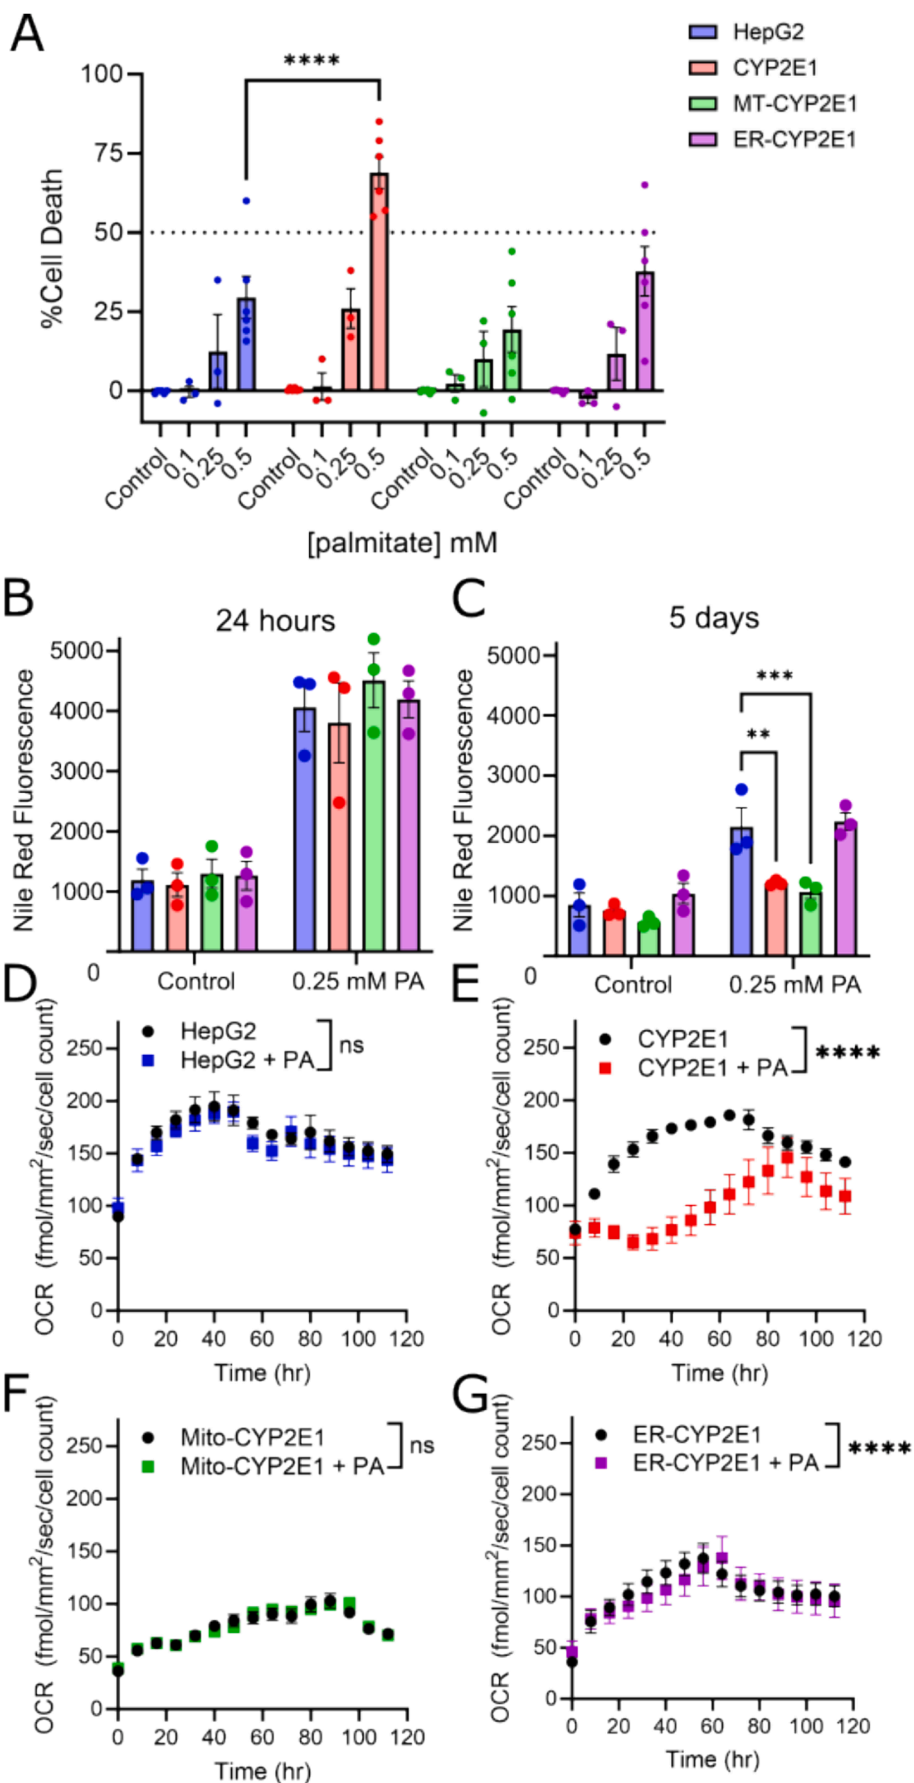 A
HepG2
CYP2E1
MT-CYP2E1
ER-CYP2E1
****
100
75
50
25
0
%Cell Death
Control
0.1
0.25
0.5
Control
0.1
0.25
0.5
Control
0.1
0.25
0.5
Control
0.1
0.25
0.5
[palmitate] mM
B
24 hours
Nile Red Fluorescence
5000
4000
3000
2000
1000
0
Control
0.25 mM PA
C
5 days
Nile Red Fluorescence
5000
4000
3000
2000
1000
0
***
**
Control
0.25 mM PA
D
OCR (fmol/mm²/sec/cell count)
HepG2
HepG2 + PA
ns
250
200
150
100
50
0
0 20 40 60 80 100 120
Time (hr)
E
OCR (fmol/mm²/sec/cell count)
CYP2E1
CYP2E1 + PA
****
250
200
150
100
50
0
0 20 40 60 80 100 120
Time (hr)
F
OCR (fmol/mm²/sec/cell count)
Mito-CYP2E1
Mito-CYP2E1 + PA
ns
250
200
150
100
50
0
0 20 40 60 80 100 120
Time (hr)
G
OCR (fmol/mm²/sec/cell count)
ER-CYP2E1
ER-CYP2E1 + PA
****
250
200
150
100
50
0
0 20 40 60 80 100 120
Time (hr)